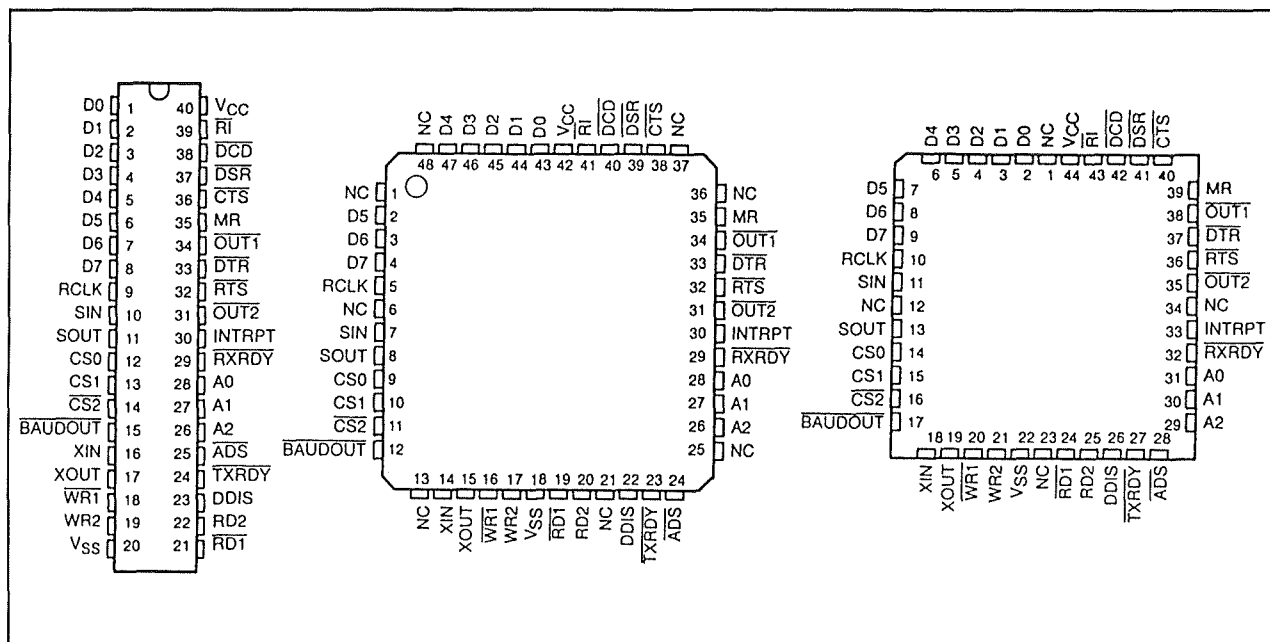 D0 1 40 VCC
D1 2 39 RI
D2 3 38 DCD
D3 4 37 DSR
D4 5 36 CTS
D5 6 35 MR
D6 7 34 OUT1
D7 8 33 DTR
RCLK 9 32 RTS
SIN 10 31 OUT2
SOUT 11 30 INTRPT
CS0 12 29 RXRDY
CS1 13 28 A0
CS2 14 27 A1
BAUDOUT 15 26 A2
XIN 16 25 ADS
XOUT 17 24 TXRDY
WR1 18 23 DDIS
WR2 19 22 RD2
VSS 20 21 RD1
NC D4 D3 D2 D1 D0 VCC RI DCD DSR CTS NC
48 47 46 45 44 43 42 41 40 39 38 37
NC 1 36 NC
D5 2 35 MR
D6 3 34 OUT1
D7 4 33 DTR
RCLK 5 32 RTS
NC 6 31 OUT2
SIN 7 30 INTRPT
SOUT 8 29 RXRDY
CS0 9 28 A0
CS1 10 27 A1
CS2 11 26 A2
BAUDOUT 12 25 NC
13 14 15 16 17 18 19 20 21 22 23 24
NC XIN XOUT WR1 WR2 VSS RD1 RD2 NC DDIS TXRDY ADS
D4 D3 D2 D1 D0 NC VCC RI DCD DSR CTS
6 5 4 3 2 1 44 43 42 41 40
D5 7 39 MR
D6 8 38 OUT1
D7 9 37 DTR
RCLK 10 36 RTS
SIN 11 35 OUT2
NC 12 34 NC
SOUT 13 33 INTRPT
CS0 14 32 RXRDY
CS1 15 31 A0
CS2 16 30 A1
BAUDOUT 17 29 A2
18 19 20 21 22 23 24 25 26 27 28
XIN XOUT WR1 WR2 VSS NC RD1 RD2 DDIS TXRDY ADS